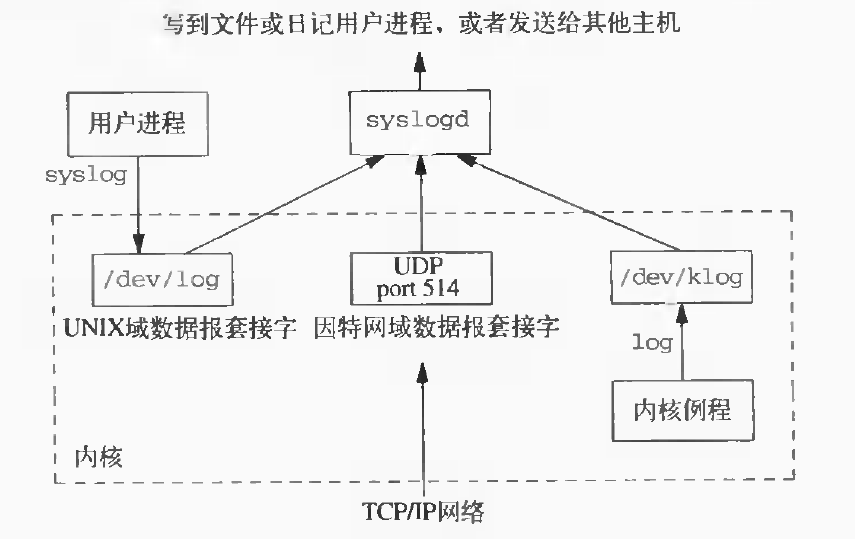 写到文件或日记用户进程，或者发送给其他主机
用户进程
syslogd
syslog
/dev/log
UDP
port 514
/dev/klog
UNIX域数据报套接字
因特网域数据报套接字
log
内核例程
内核
TCP/IP网络